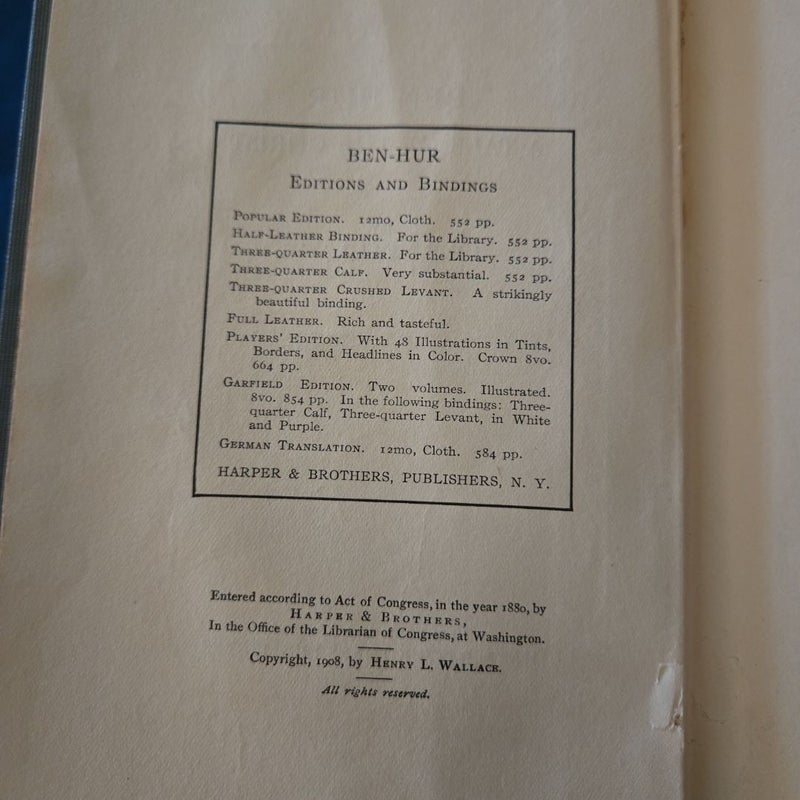 BEN-HUR
EDITIONS AND BINDINGS
POPULAR EDITION. 12mo, Cloth. 552 pp.
HALF-LEATHER BINDING. For the Library. 552 pp.
THREE-QUARTER LEATHER. For the Library. 552 pp.
THREE-QUARTER CALF. Very substantial. 552 pp.
THREE-QUARTER CRUSHED LEVANT. A strikingly
beautiful binding.
FULL LEATHER. Rich and tasteful.
PLAYERS' EDITION. With 48 Illustrations in Tints,
Borders, and Headlines in Color. Crown 8vo.
664 pp.
GARFIELD EDITION. Two volumes. Illustrated.
8vo. 854 pp. In the following bindings: Three-
quarter Calf, Three-quarter Levant, in White
and Purple.
GERMAN TRANSLATION. 12mo, Cloth. 584 pp.
HARPER & BROTHERS, PUBLISHERS, N. Y.
Entered according to Act of Congress, in the year 1880, by
HARPER & BROTHERS,
In the Office of the Librarian of Congress, at Washington.
Copyright, 1908, by HENRY L. WALLACE.
All rights reserved.